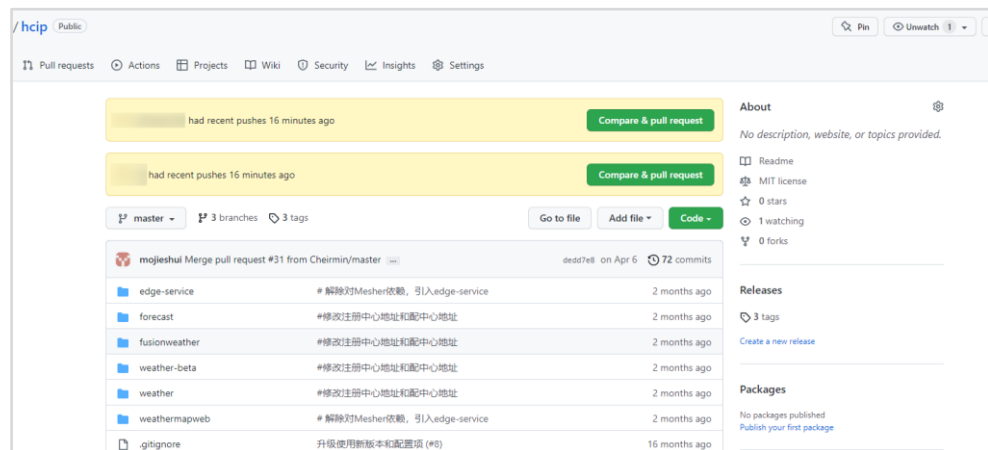 / hcip Public
Pin Unwatch 1
Pull requests Actions Projects Wiki Security Insights Settings
had recent pushes 16 minutes ago Compare & pull request
had recent pushes 16 minutes ago Compare & pull request
master 3 branches 3 tags Go to file Add file Code
mojieshui Merge pull request #31 from Cheirmin/master ... dedd7e8 on Apr 6 72 commits
edge-service # 解除对Mesher依赖，引入edge-service 2 months ago
forecast #修改注册中心地址和配中心地址 2 months ago
fusionweather #修改注册中心地址和配中心地址 2 months ago
weather-beta #修改注册中心地址和配中心地址 2 months ago
weather #修改注册中心地址和配中心地址 2 months ago
weathermapweb # 解除对Mesher依赖，引入edge-service 2 months ago
.gitignore 升级使用新版本和配置项 (#8) 16 months ago
About
No description, website, or topics provided.
Readme
MIT license
0 stars
1 watching
0 forks
Releases
3 tags
Create a new release
Packages
No packages published
Publish your first package